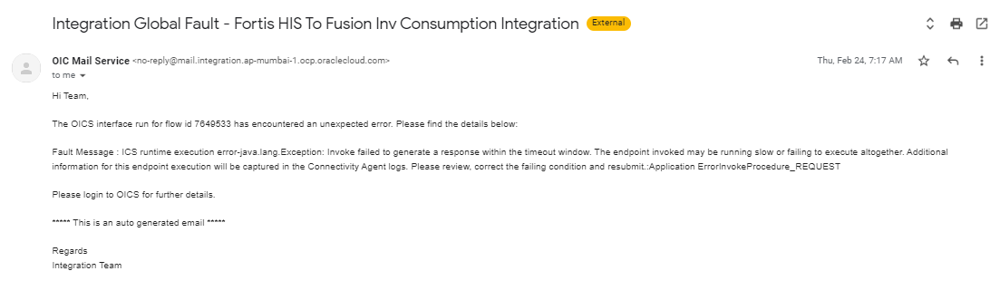 Integration Global Fault - Fortis HIS To Fusion Inv Consumption Integration External
OIC Mail Service <no-reply@mail.integration.ap-mumbai-1.ocp.oraclecloud.com> Thu, Feb 24, 7:17 AM
to me
Hi Team,
The OICS interface run for flow id 7649533 has encountered an unexpected error. Please find the details below:
Fault Message : ICS runtime execution error-java.lang.Exception: Invoke failed to generate a response within the timeout window. The endpoint invoked may be running slow or failing to execute altogether. Additional
information for this endpoint execution will be captured in the Connectivity Agent logs. Please review, correct the failing condition and resubmit.:Application ErrorInvokeProcedure_REQUEST
Please login to OICS for further details.
***** This is an auto generated email *****
Regards
Integration Team